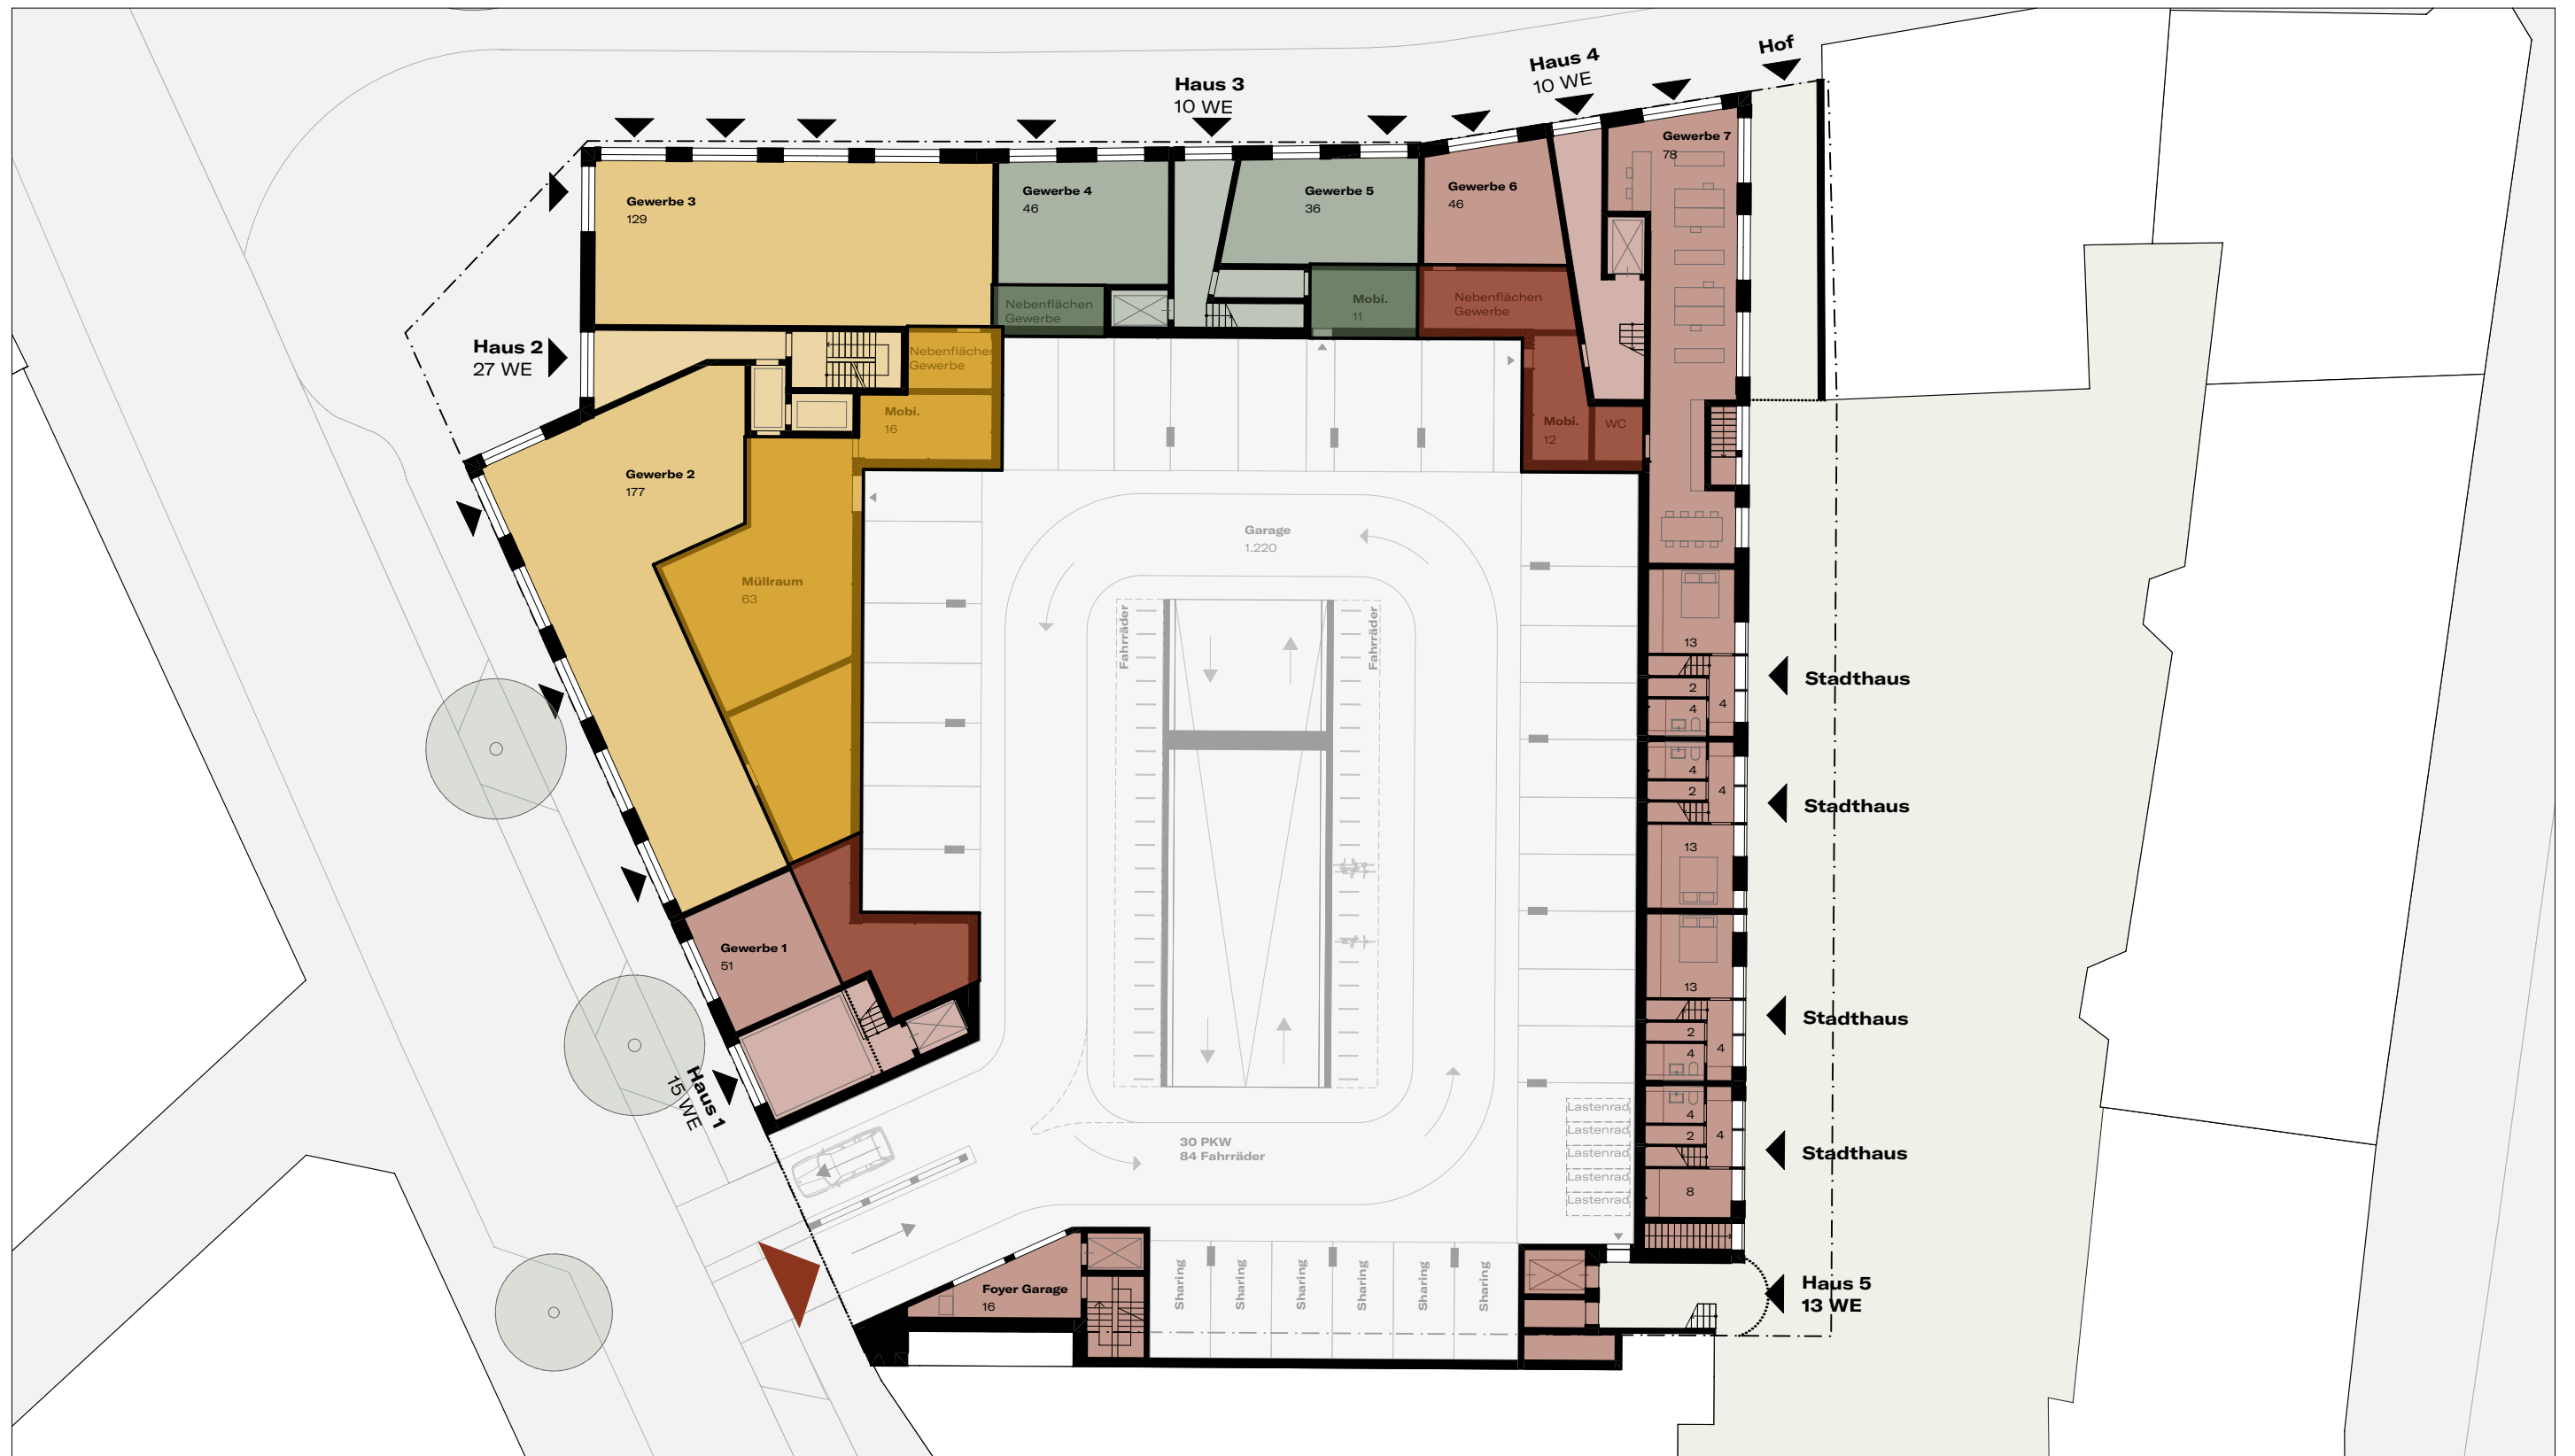 Hof
Haus 4
10 WE
Haus 3
10 WE
Gewerbe 7
78
Gewerbe 3
129
Gewerbe 4
46
Gewerbe 5
36
Gewerbe 6
46
Nebenflächen
Gewerbe
Mobi.
11
Nebenflächen
Gewerbe
Haus 2
27 WE
Nebenflächen
Gewerbe
Mobi.
16
Mobi.
12
WC
Gewerbe 2
177
Garage
1.220
Müllraum
63
Fahrräder
Fahrräder
13
Stadthaus
2
4
4
4
2
4
Stadthaus
13
Gewerbe 1
51
13
Stadthaus
2
4
4
Haus 1
15 WE
4
2
4
Stadthaus
8
Lastenrad
Lastenrad
Lastenrad
Lastenrad
Lastenrad
30 PKW
84 Fahrräder
Foyer Garage
16
Sharing
Sharing
Sharing
Sharing
Sharing
Sharing
Haus 5
13 WE